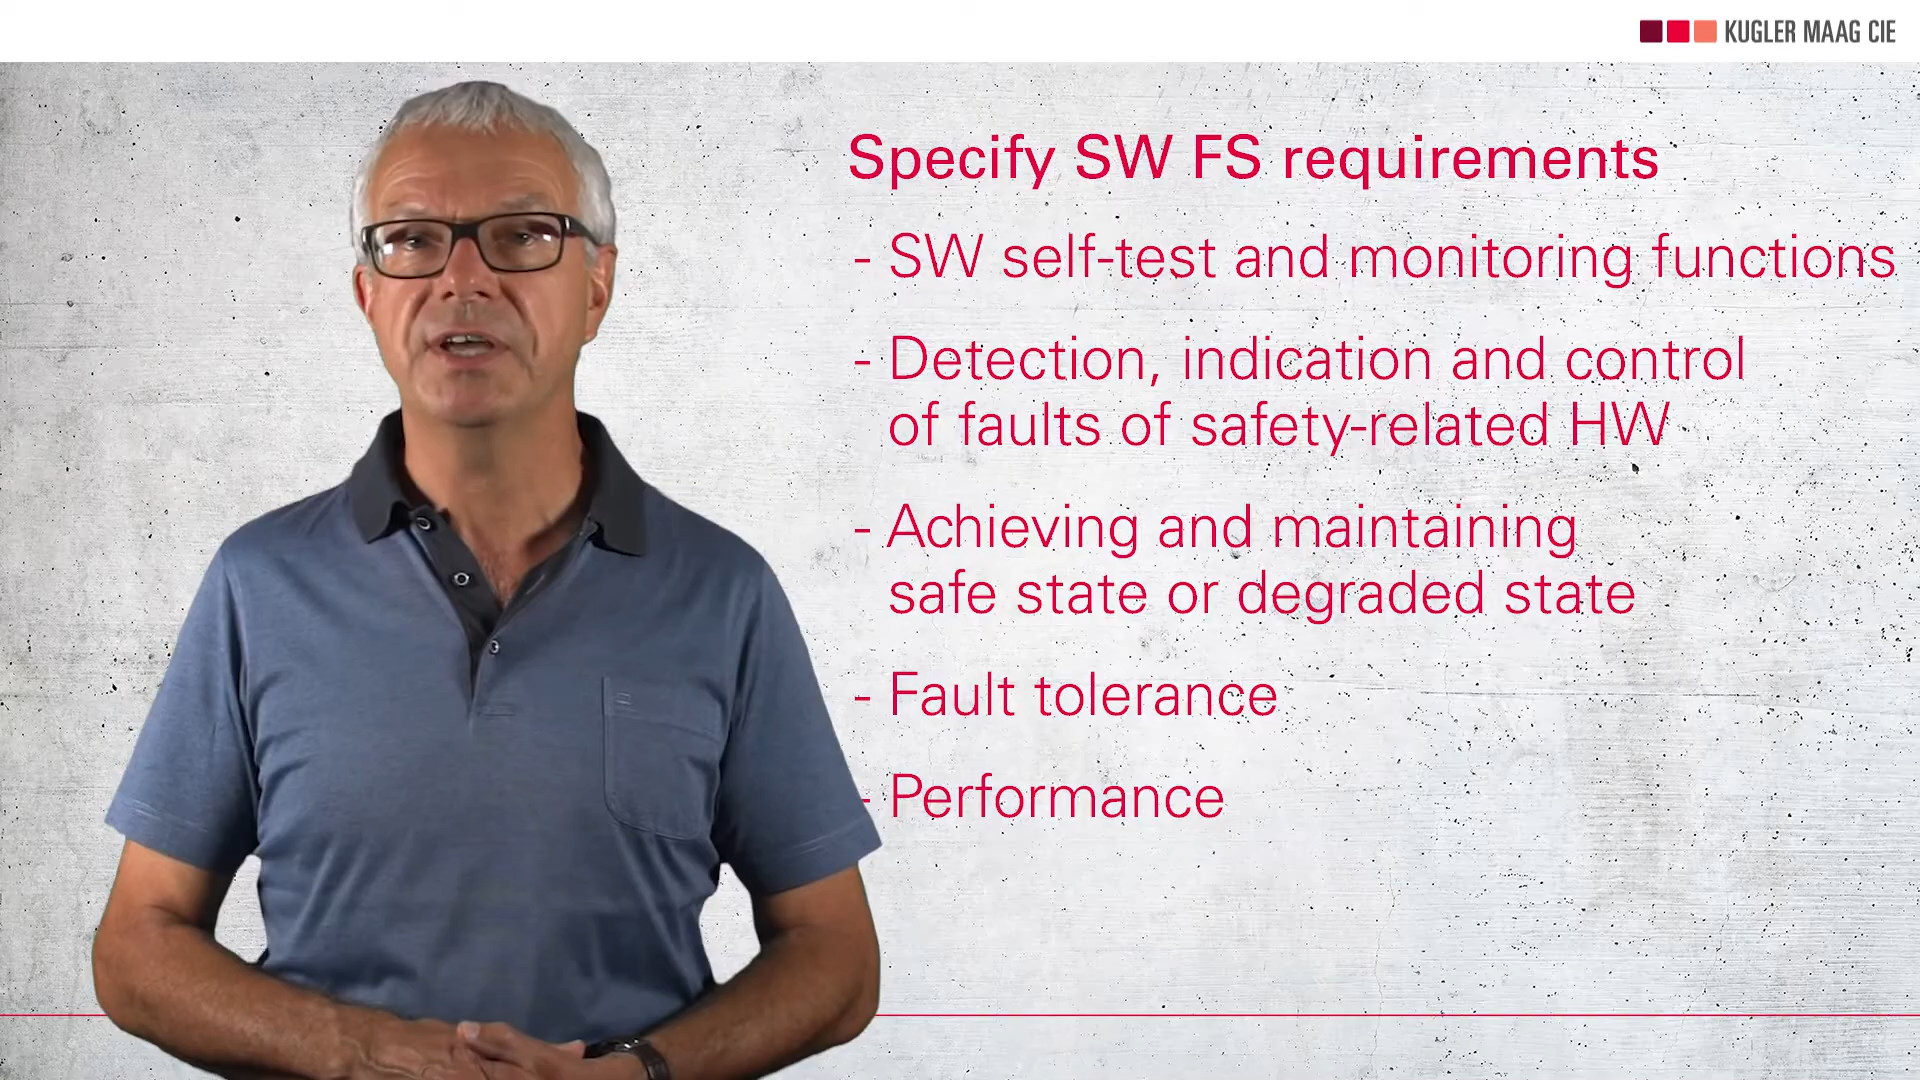 KUGLER MAAG CIE
Specify SW FS requirements
- SW self-test and monitoring functions
- Detection, indication and control
of faults of safety-related HW
- Achieving and maintaining
safe state or degraded state
- Fault tolerance
- Performance